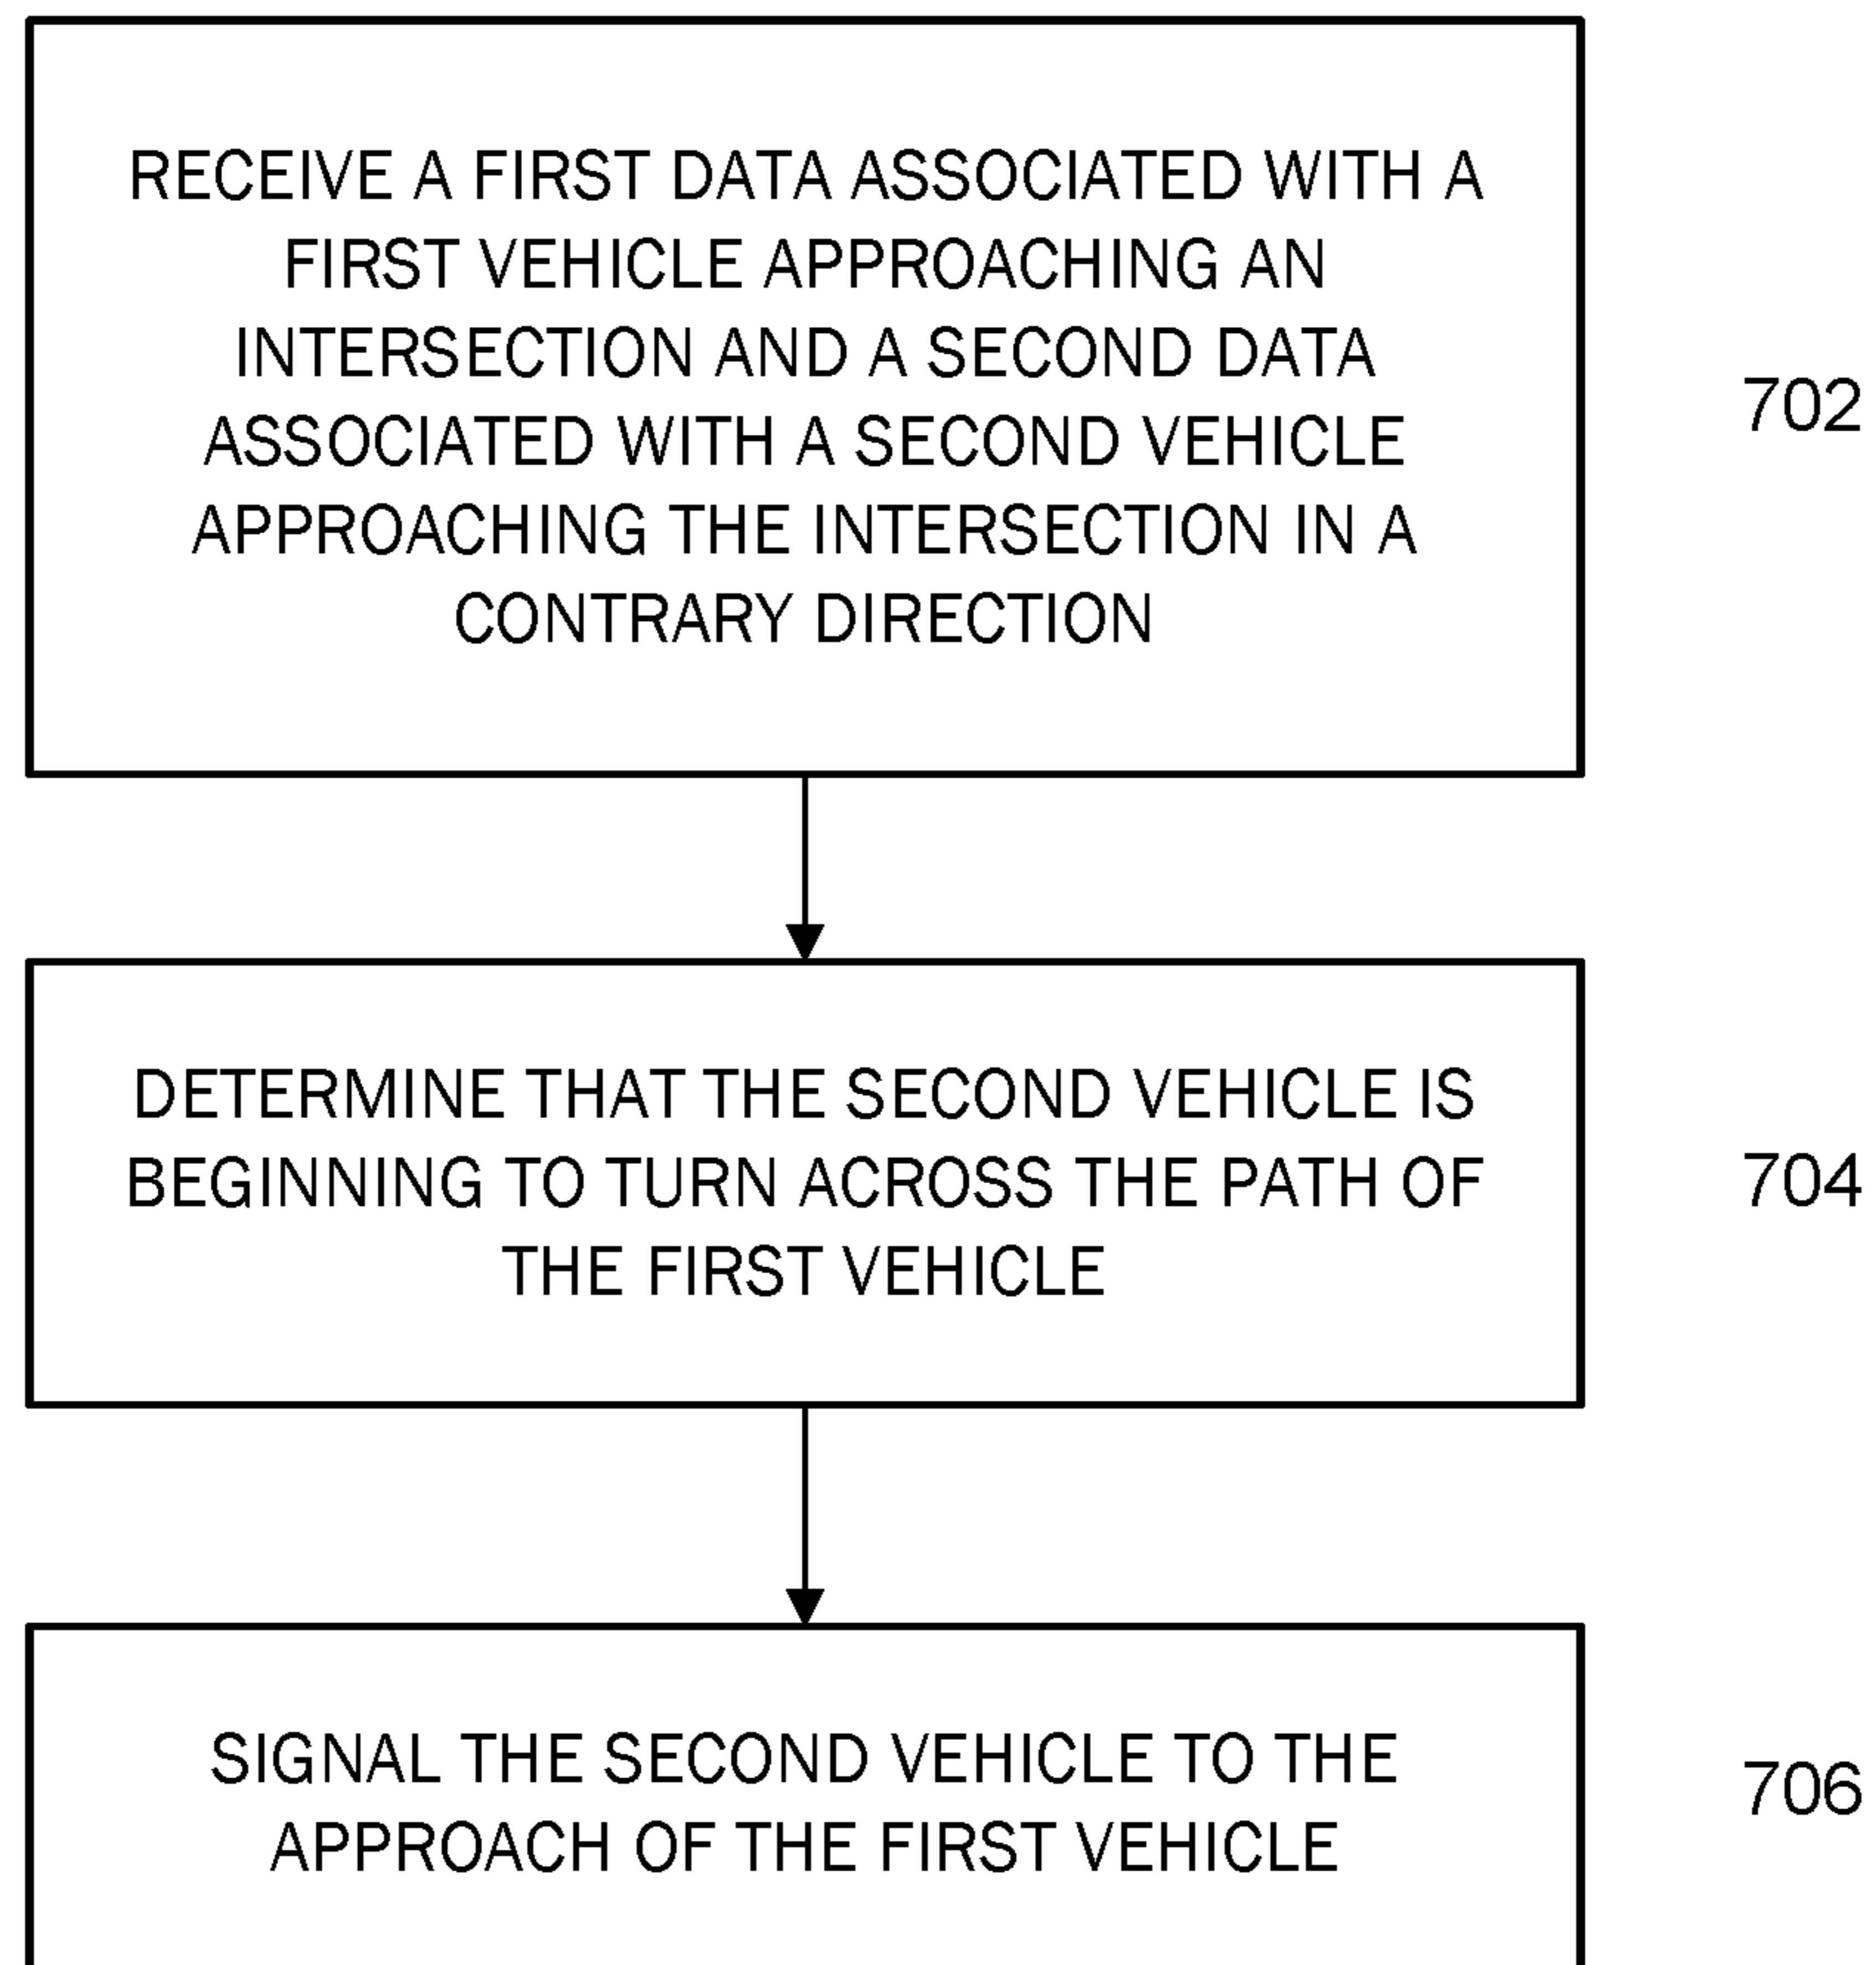 RECEIVE A FIRST DATA ASSOCIATED WITH A
FIRST VEHICLE APPROACHING AN
INTERSECTION AND A SECOND DATA
ASSOCIATED WITH A SECOND VEHICLE
APPROACHING THE INTERSECTION IN A
CONTRARY DIRECTION
702
DETERMINE THAT THE SECOND VEHICLE IS
BEGINNING TO TURN ACROSS THE PATH OF
THE FIRST VEHICLE
704
SIGNAL THE SECOND VEHICLE TO THE
APPROACH OF THE FIRST VEHICLE
706